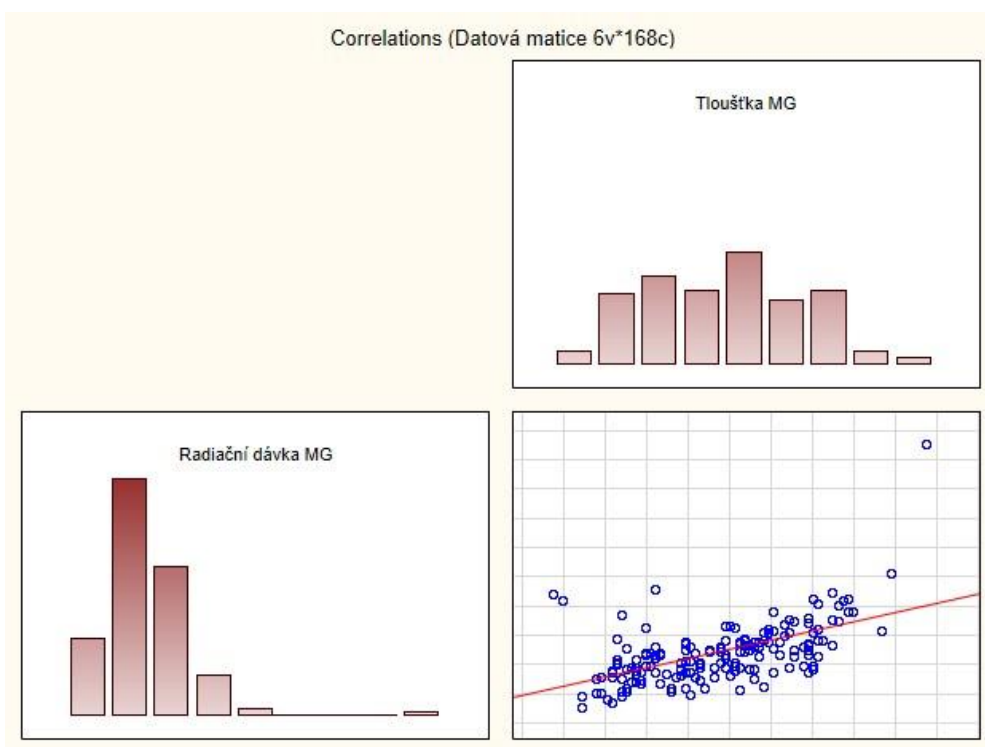 Correlations (Datová matice 6v*168c)
Tloušťka MG
Radiační dávka MG